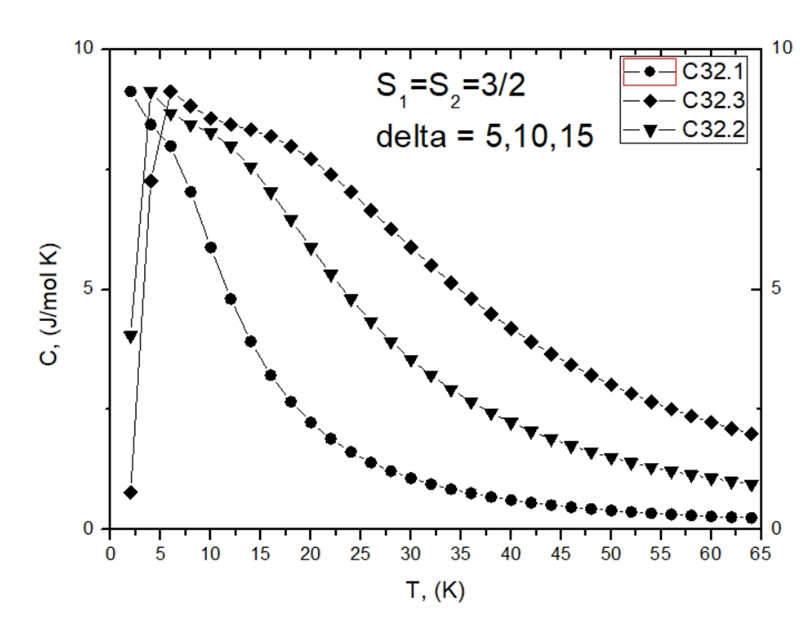 10
10
S1=S2=3/2
delta = 5,10,15
C32.1
C32.3
C32.2
C, (J/mol K)
5
5
0
0
0 5 10 15 20 25 30 35 40 45 50 55 60 65
T, (K)